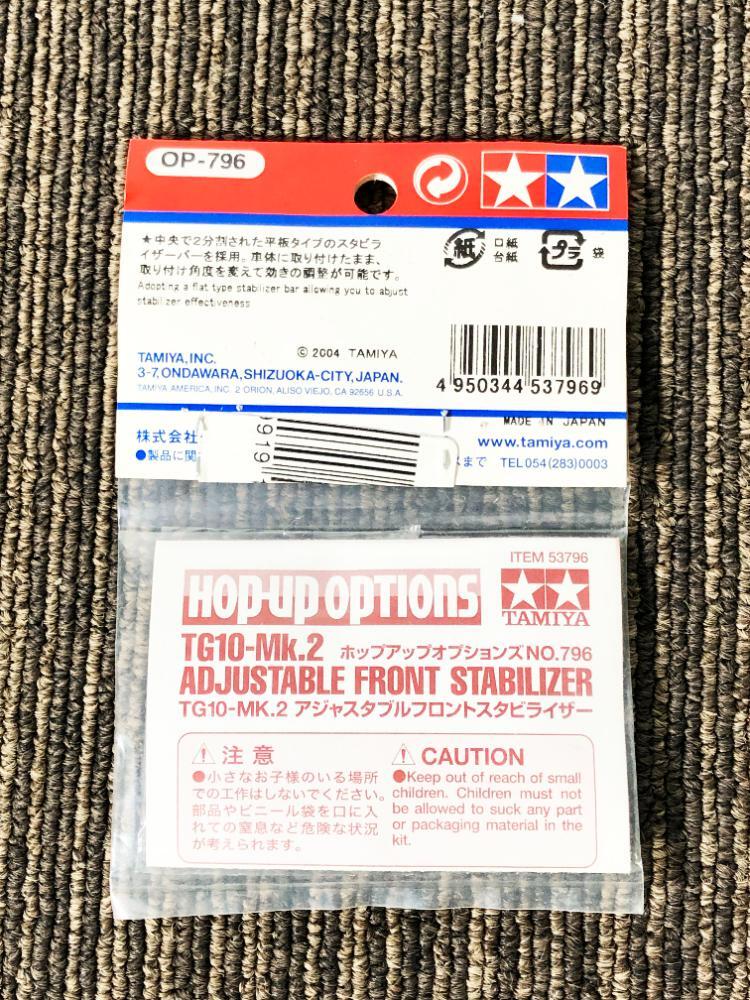 OP-796
★中央で2分割された平板タイプのスタビラ
イザーバーを採用。車体に取り付けたまま、
取り付け角度を変えて効きの調整が可能です。
Adopting a flat type stabilizer bar allowing you to adjust
stabilizer effectiveness
紙
口紙
台紙
プラ
袋
© 2004 TAMIYA
TAMIYA, INC.
3-7, ONDAWARA, SHIZUOKA-CITY, JAPAN.
TAMIYA AMERICA, INC. 2 ORION, ALISO VIEJO, CA 92656 U.S.A.
4 950344 537969
MADE IN JAPAN
株式会社
www.tamiya.com
●製品に関
スまで TEL 054(283)0003
9919
ITEM 53796
HOP-UP OPTIONS
TAMIYA
TG10-Mk.2 ホップアップオプションズNO.796
ADJUSTABLE FRONT STABILIZER
TG10-MK.2 アジャスタブルフロントスタビライザー
注意
●小さなお子様のいる場所
での工作はしないでください。
部品やビニール袋を口に入
れての窒息など危険な状況
が考えられます。
CAUTION
●Keep out of reach of small
children. Children must not
be allowed to suck any part
or packaging material in the
kit.